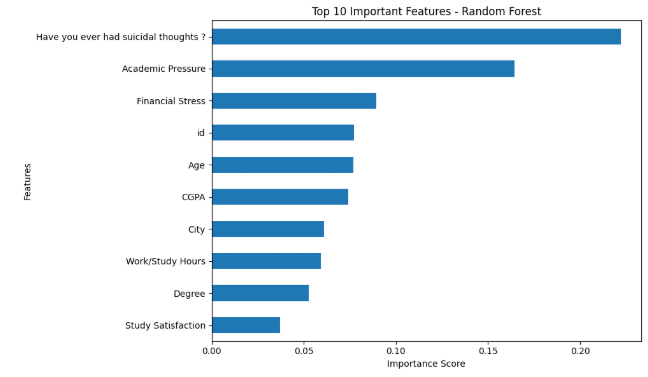 Top 10 Important Features - Random Forest
Have you ever had suicidal thoughts ?
Academic Pressure
Financial Stress
id
Age
CGPA
City
Work/Study Hours
Degree
Study Satisfaction
Features
0.00 0.05 0.10 0.15 0.20
Importance Score